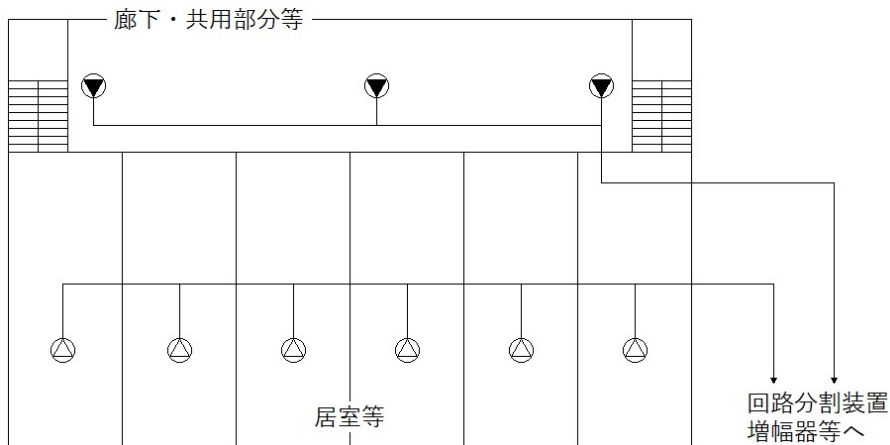 廊下・共用部分等
居室等
回路分割装置
増幅器等へ